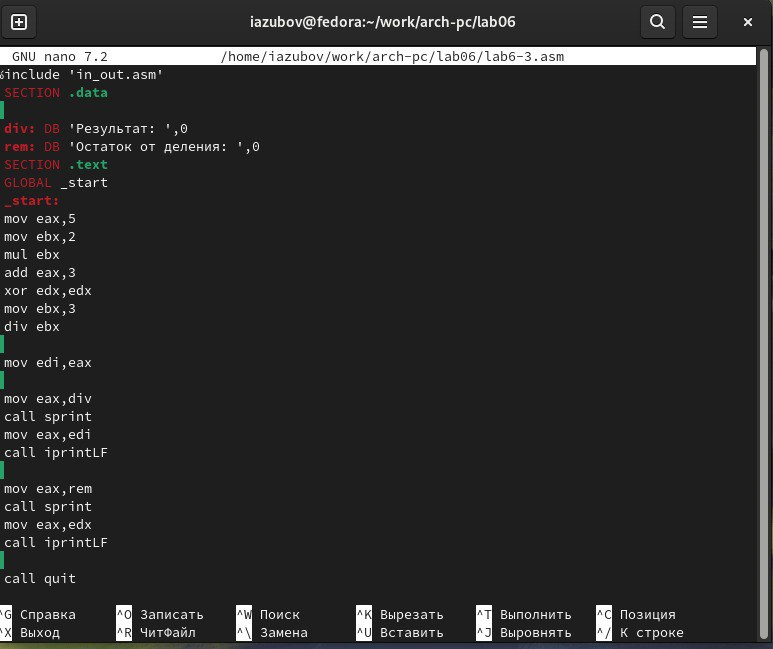 iazubov@fedora:~/work/arch-pc/lab06
GNU nano 7.2 /home/iazubov/work/arch-pc/lab06/lab6-3.asm
%include 'in_out.asm'
SECTION .data
div: DB 'Результат: ',0
rem: DB 'Остаток от деления: ',0
SECTION .text
GLOBAL _start
_start:
mov eax,5
mov ebx,2
mul ebx
add eax,3
xor edx,edx
mov ebx,3
div ebx
mov edi,eax
mov eax,div
call sprint
mov eax,edi
call iprintLF
mov eax,rem
call sprint
mov eax,edx
call iprintLF
call quit
^G Справка ^O Записать ^W Поиск ^K Вырезать ^T Выполнить ^C Позиция
^X Выход ^R ЧитФайл ^\ Замена ^U Вставить ^J Выровнять ^/ К строке